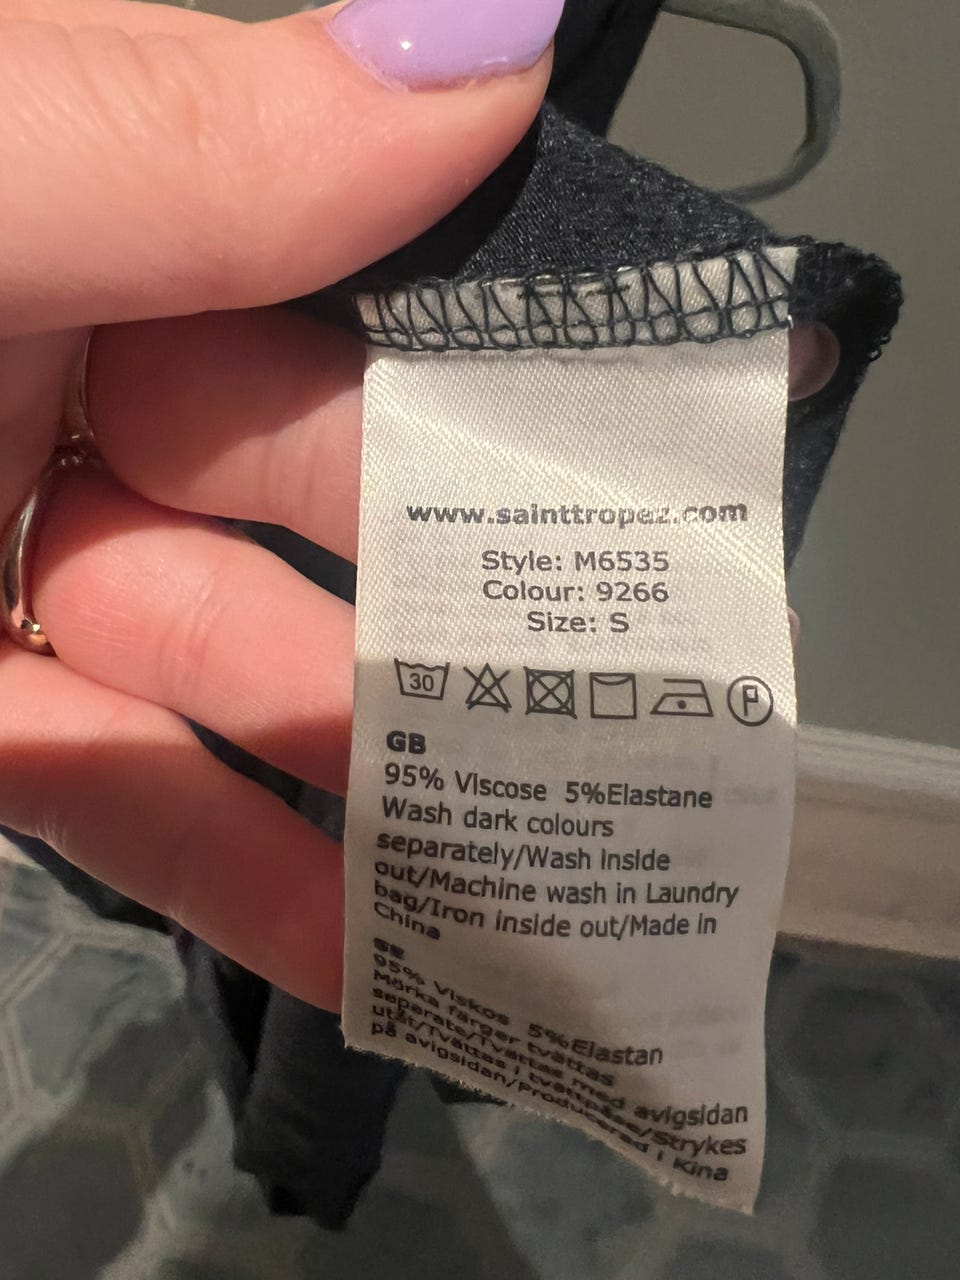 www.sainttropez.com
Style: M6535
Colour: 9266
Size: S
30 P
GB
95% Viscose 5%Elastane
Wash dark colours
separately/Wash inside
out/Machine wash in Laundry
bag/Iron inside out/Made in
China
SE
95% Viskos 5%Elastan
Mörka färger tvättas
separate/Tvättas med avigsidan
utåt/Tvättas i tvättpåse/Strykes
på avigsidan/Producerad i Kina